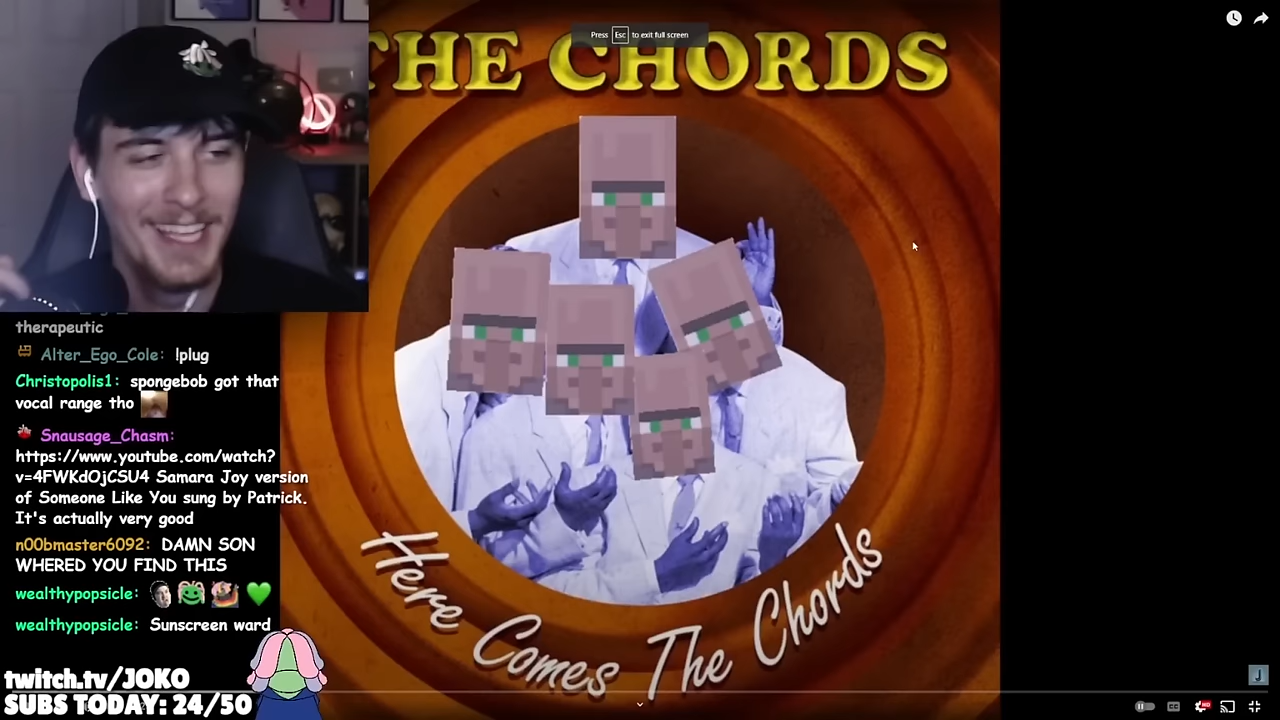 THE CHORDS
Press Esc to exit full screen
therapeutic
Alter_Ego_Cole: !plug
Christopolis1: spongebob got that
vocal range tho
Snausage_Chasm:
https://www.youtube.com/watch?
v=4FWKdOjCSU4 Samara Joy version
of Someone Like You sung by Patrick.
It's actually very good
n00bmaster6092: DAMN SON
WHERED YOU FIND THIS
wealthypopsicle:
wealthypopsicle: Sunscreen ward
Here Comes The Chords
twitch.tv/JOKO
SUBS TODAY: 24/50
CC
HD
J